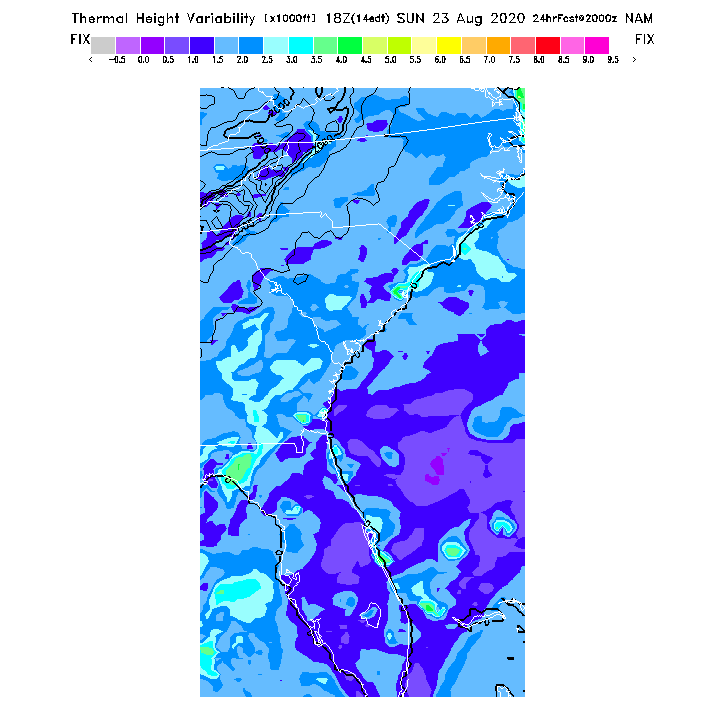 Thermal Height Variability [x1000ft] 18Z(14edt) SUN 23 Aug 2020 24hrFcst@2000z NAM
FIX FIX
< -0.5 0.0 0.5 1.0 1.5 2.0 2.5 3.0 3.5 4.0 4.5 5.0 5.5 6.0 6.5 7.0 7.5 8.0 8.5 9.0 9.5 >